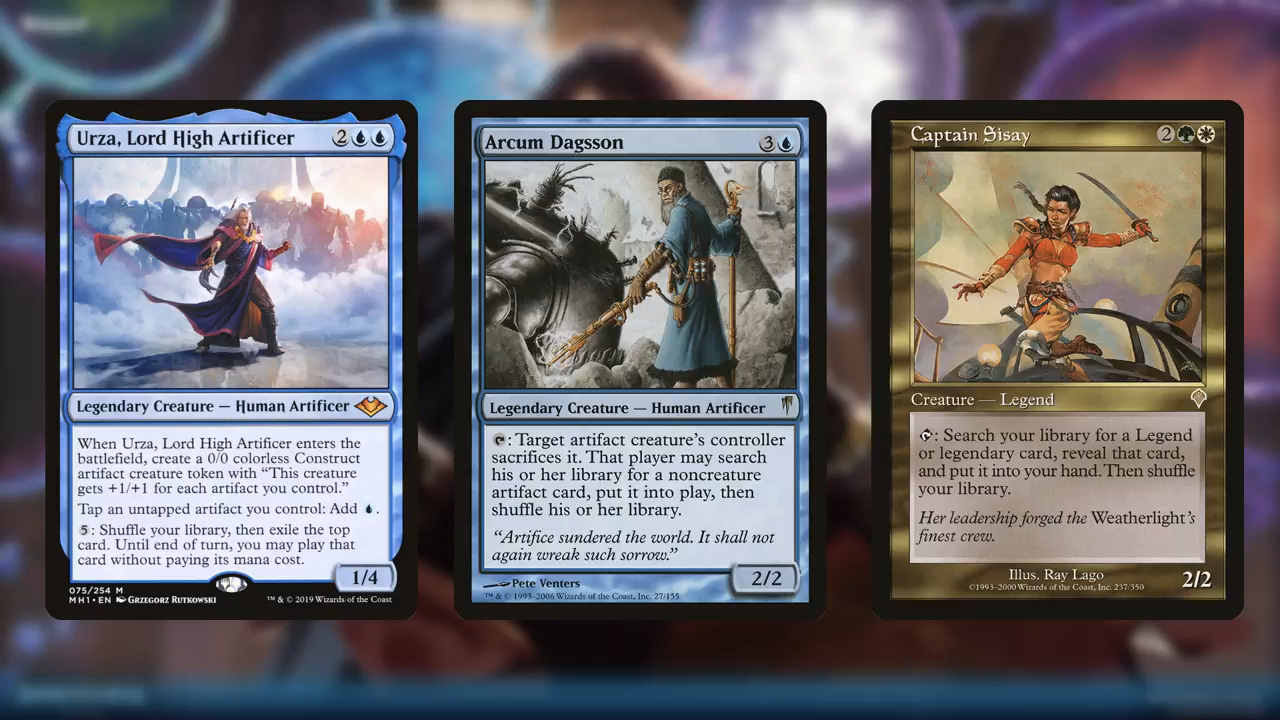 Urza, Lord High Artificer 2
Legendary Creature — Human Artificer
When Urza, Lord High Artificer enters the
battlefield, create a 0/0 colorless Construct
artifact creature token with “This creature
gets +1/+1 for each artifact you control.”
Tap an untapped artifact you control: Add .
5: Shuffle your library, then exile the top
card. Until end of turn, you may play that
card without paying its mana cost.
1/4
075/254 M
MH1 • EN Grzegorz Rutkowski
™ & © 2019 Wizards of the Coast
Arcum Dagsson 3
Legendary Creature — Human Artificer
: Target artifact creature’s controller
sacrifices it. That player may search
his or her library for a noncreature
artifact card, put it into play, then
shuffle his or her library.
“Artifice sundered the world. It shall not
again wreak such sorrow.”
Pete Venters
2/2
™ & © 1993–2006 Wizards of the Coast, Inc. 27/155
Captain Sisay 2
Creature — Legend
: Search your library for a Legend
or legendary card, reveal that card,
and put it into your hand. Then shuffle
your library.
Her leadership forged the Weatherlight’s
finest crew.
Illus. Ray Lago
©1993–2000 Wizards of the Coast, Inc. 237/350
2/2